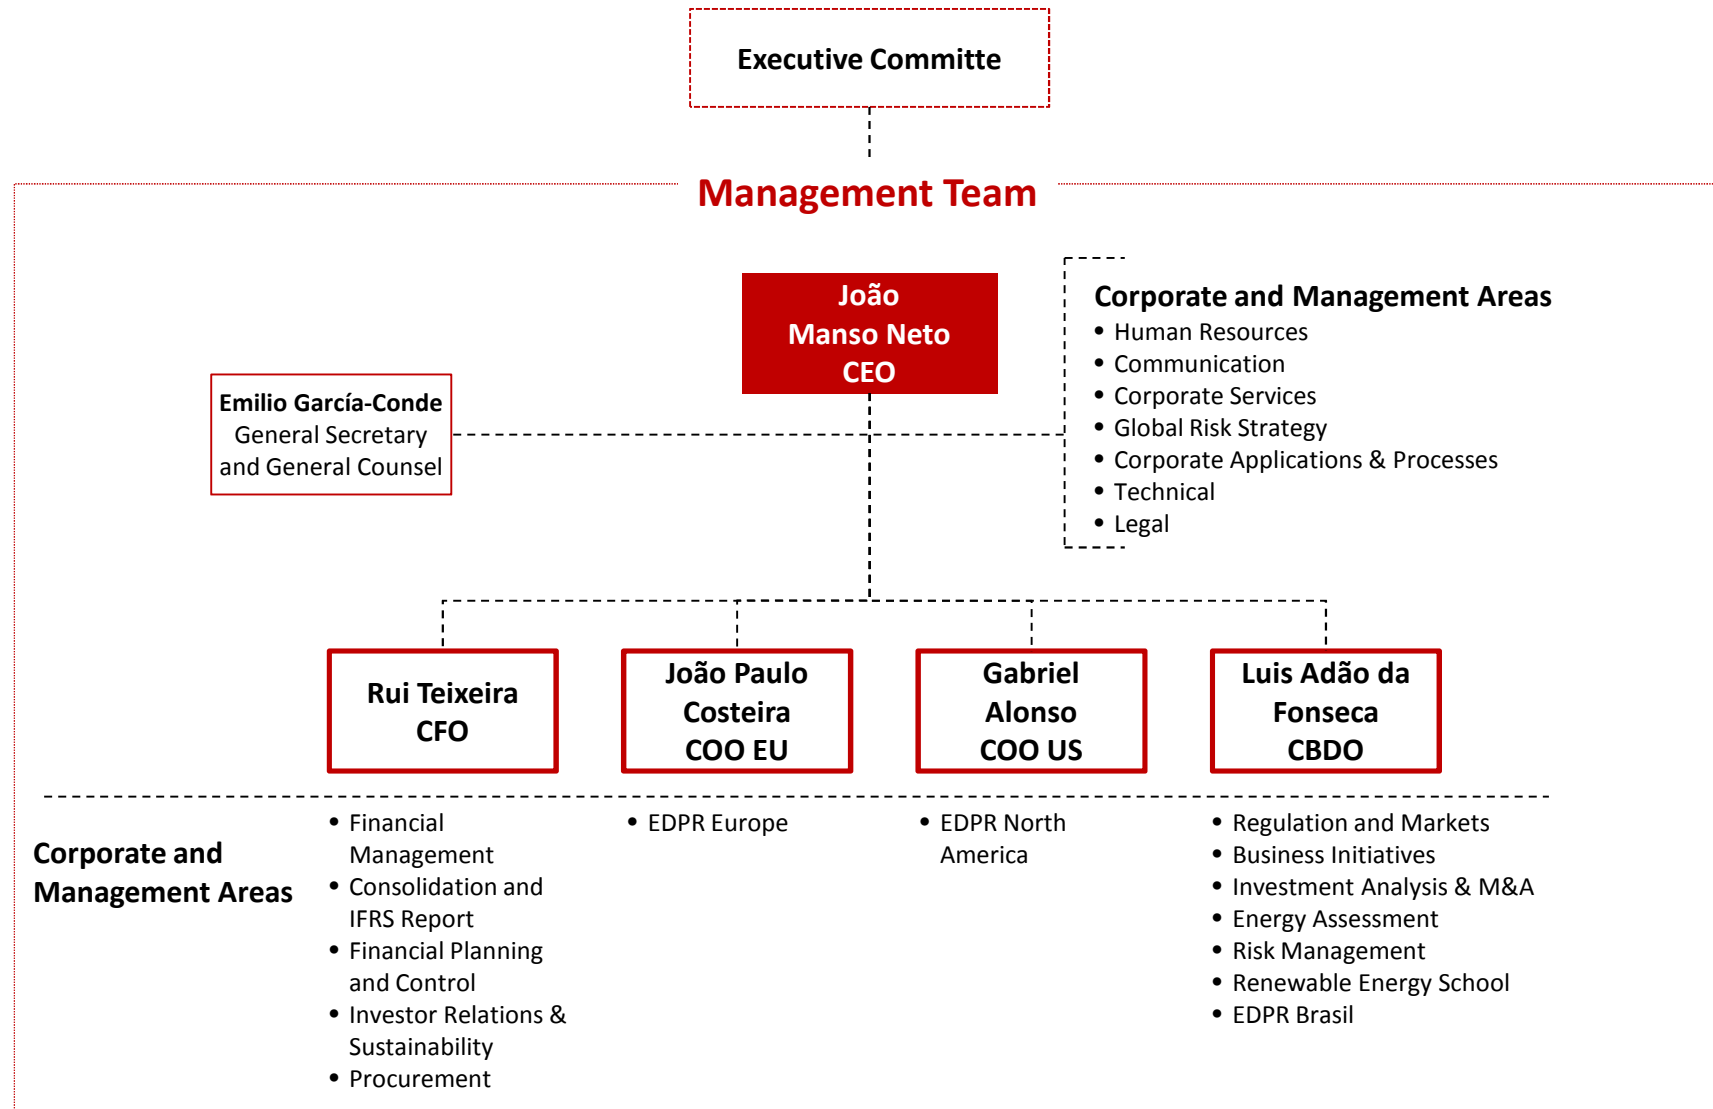 Executive Committe
Management Team
João
Manso Neto
CEO
Corporate and Management Areas
• Human Resources
• Communication
• Corporate Services
• Global Risk Strategy
• Corporate Applications & Processes
• Technical
• Legal
Emilio García-Conde
General Secretary
and General Counsel
Rui Teixeira
CFO
João Paulo
Costeira
COO EU
Gabriel
Alonso
COO US
Luis Adão da
Fonseca
CBDO
Corporate and
Management Areas
• Financial
Management
• Consolidation and
IFRS Report
• Financial Planning
and Control
• Investor Relations &
Sustainability
• Procurement
• EDPR Europe
• EDPR North
America
• Regulation and Markets
• Business Initiatives
• Investment Analysis & M&A
• Energy Assessment
• Risk Management
• Renewable Energy School
• EDPR Brasil